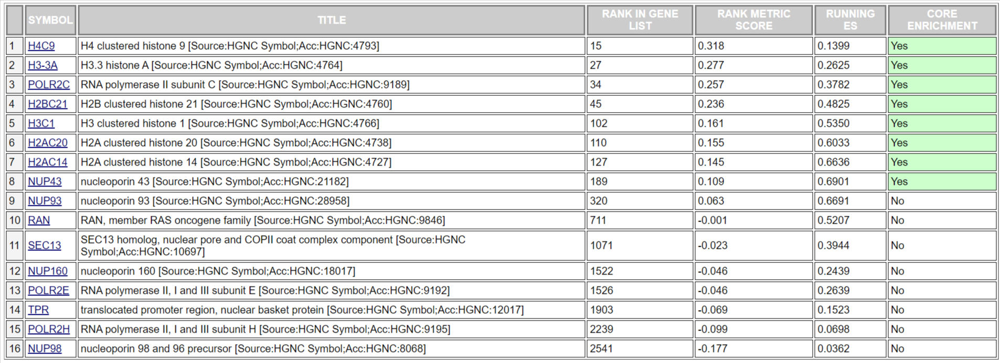 SYMBOL TITLE RANK IN GENE LIST RANK METRIC SCORE RUNNING ES CORE ENRICHMENT
1 H4C9 H4 clustered histone 9 [Source:HGNC Symbol;Acc:HGNC:4793] 15 0.318 0.1399 Yes
2 H3-3A H3.3 histone A [Source:HGNC Symbol;Acc:HGNC:4764] 27 0.277 0.2625 Yes
3 POLR2C RNA polymerase II subunit C [Source:HGNC Symbol;Acc:HGNC:9189] 34 0.257 0.3782 Yes
4 H2BC21 H2B clustered histone 21 [Source:HGNC Symbol;Acc:HGNC:4760] 45 0.236 0.4825 Yes
5 H3C1 H3 clustered histone 1 [Source:HGNC Symbol;Acc:HGNC:4766] 102 0.161 0.5350 Yes
6 H2AC20 H2A clustered histone 20 [Source:HGNC Symbol;Acc:HGNC:4738] 110 0.155 0.6033 Yes
7 H2AC14 H2A clustered histone 14 [Source:HGNC Symbol;Acc:HGNC:4727] 127 0.145 0.6636 Yes
8 NUP43 nucleoporin 43 [Source:HGNC Symbol;Acc:HGNC:21182] 189 0.109 0.6901 Yes
9 NUP93 nucleoporin 93 [Source:HGNC Symbol;Acc:HGNC:28958] 320 0.063 0.6691 No
10 RAN RAN, member RAS oncogene family [Source:HGNC Symbol;Acc:HGNC:9846] 711 -0.001 0.5207 No
11 SEC13 SEC13 homolog, nuclear pore and COPII coat complex component [Source:HGNC
Symbol;Acc:HGNC:10697] 1071 -0.023 0.3944 No
12 NUP160 nucleoporin 160 [Source:HGNC Symbol;Acc:HGNC:18017] 1522 -0.046 0.2439 No
13 POLR2E RNA polymerase II, I and III subunit E [Source:HGNC Symbol;Acc:HGNC:9192] 1526 -0.046 0.2639 No
14 TPR translocated promoter region, nuclear basket protein [Source:HGNC Symbol;Acc:HGNC:12017] 1903 -0.069 0.1523 No
15 POLR2H RNA polymerase II, I and III subunit H [Source:HGNC Symbol;Acc:HGNC:9195] 2239 -0.099 0.0698 No
16 NUP98 nucleoporin 98 and 96 precursor [Source:HGNC Symbol;Acc:HGNC:8068] 2541 -0.177 0.0362 No